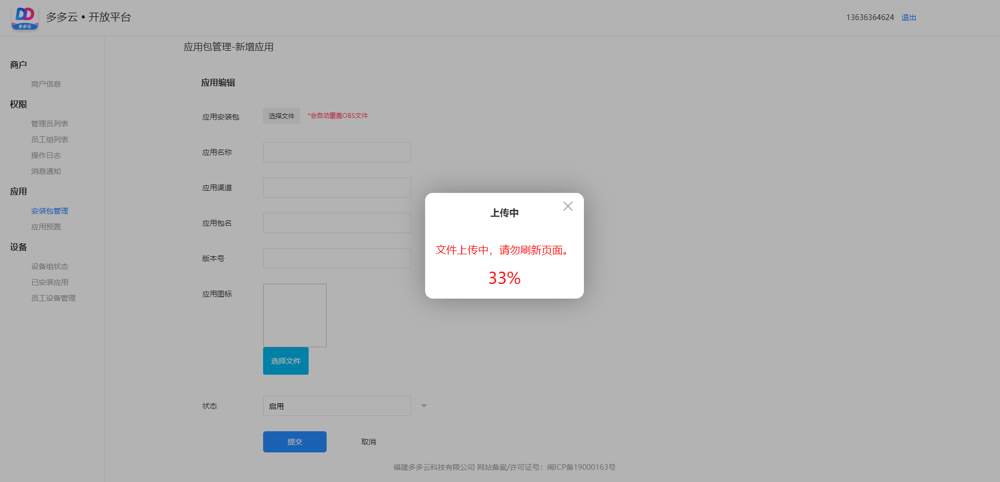 DD
多多云
多多云 • 开放平台
13636364624 退出
商户
商户信息
权限
管理员列表
员工组列表
操作日志
消息通知
应用
安装包管理
应用预置
设备
设备组状态
已安装应用
员工设备管理
应用包管理-新增应用
应用编辑
应用安装包 选择文件 *会自动覆盖OBS文件
应用名称
应用渠道
应用包名
版本号
应用图标
选择文件
状态 启用
提交 取消
上传中
文件上传中，请勿刷新页面。
33%
福建多多云科技有限公司 网站备案/许可证号：闽ICP备19000163号